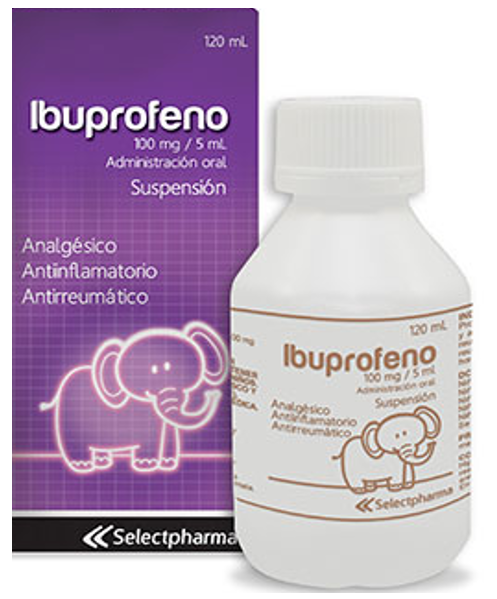 120 mL
Ibuprofeno
100 mg / 5 mL
Administración oral
Suspensión
Analgésico
Antiinflamatorio
Antirreumático
Selectpharma
120 mL
Ibuprofeno
100 mg / 5 ml
Administración oral
Suspensión
Analgésico
Antiinflamatorio
Antirreumático
Selectpharma